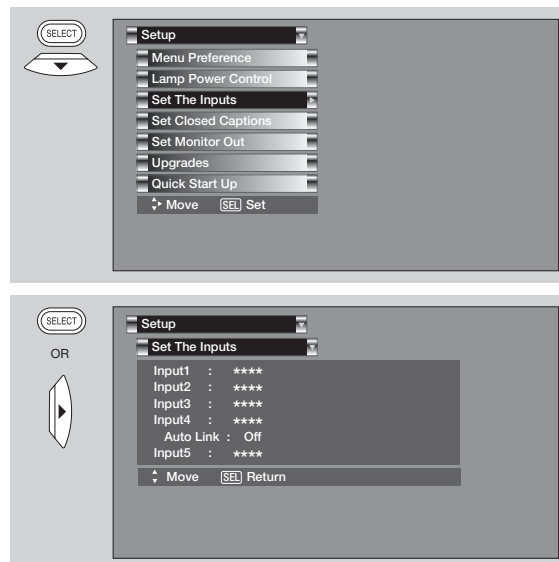 SELECT
Setup
Menu Preference
Lamp Power Control
Set The Inputs
Set Closed Captions
Set Monitor Out
Upgrades
Quick Start Up
Move SEL Set
SELECT
OR
Setup
Set The Inputs
Input1 : ****
Input2 : ****
Input3 : ****
Input4 : ****
Auto Link : Off
Input5 : ****
Move SEL Return